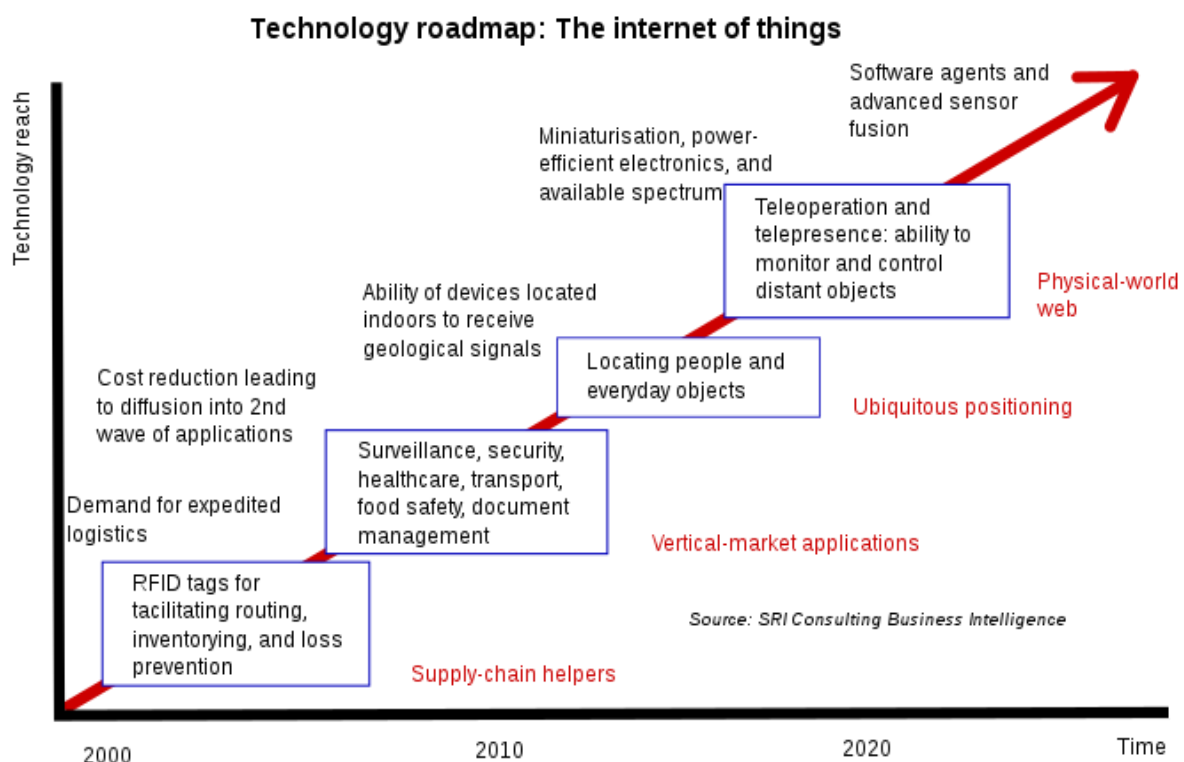 Technology roadmap: The internet of things
Technology reach
Software agents and
advanced sensor
fusion
Miniaturisation, power-
efficient electronics, and
available spectrum
Teleoperation and
telepresence: ability to
monitor and control
distant objects
Physical-world
web
Ability of devices located
indoors to receive
geological signals
Locating people and
everyday objects
Ubiquitous positioning
Cost reduction leading
to diffusion into 2nd
wave of applications
Surveillance, security,
healthcare, transport,
food safety, document
management
Vertical-market applications
Demand for expedited
logistics
RFID tags for
tacilitating routing,
inventorying, and loss
prevention
Supply-chain helpers
Source: SRI Consulting Business Intelligence
2000
2010
2020
Time